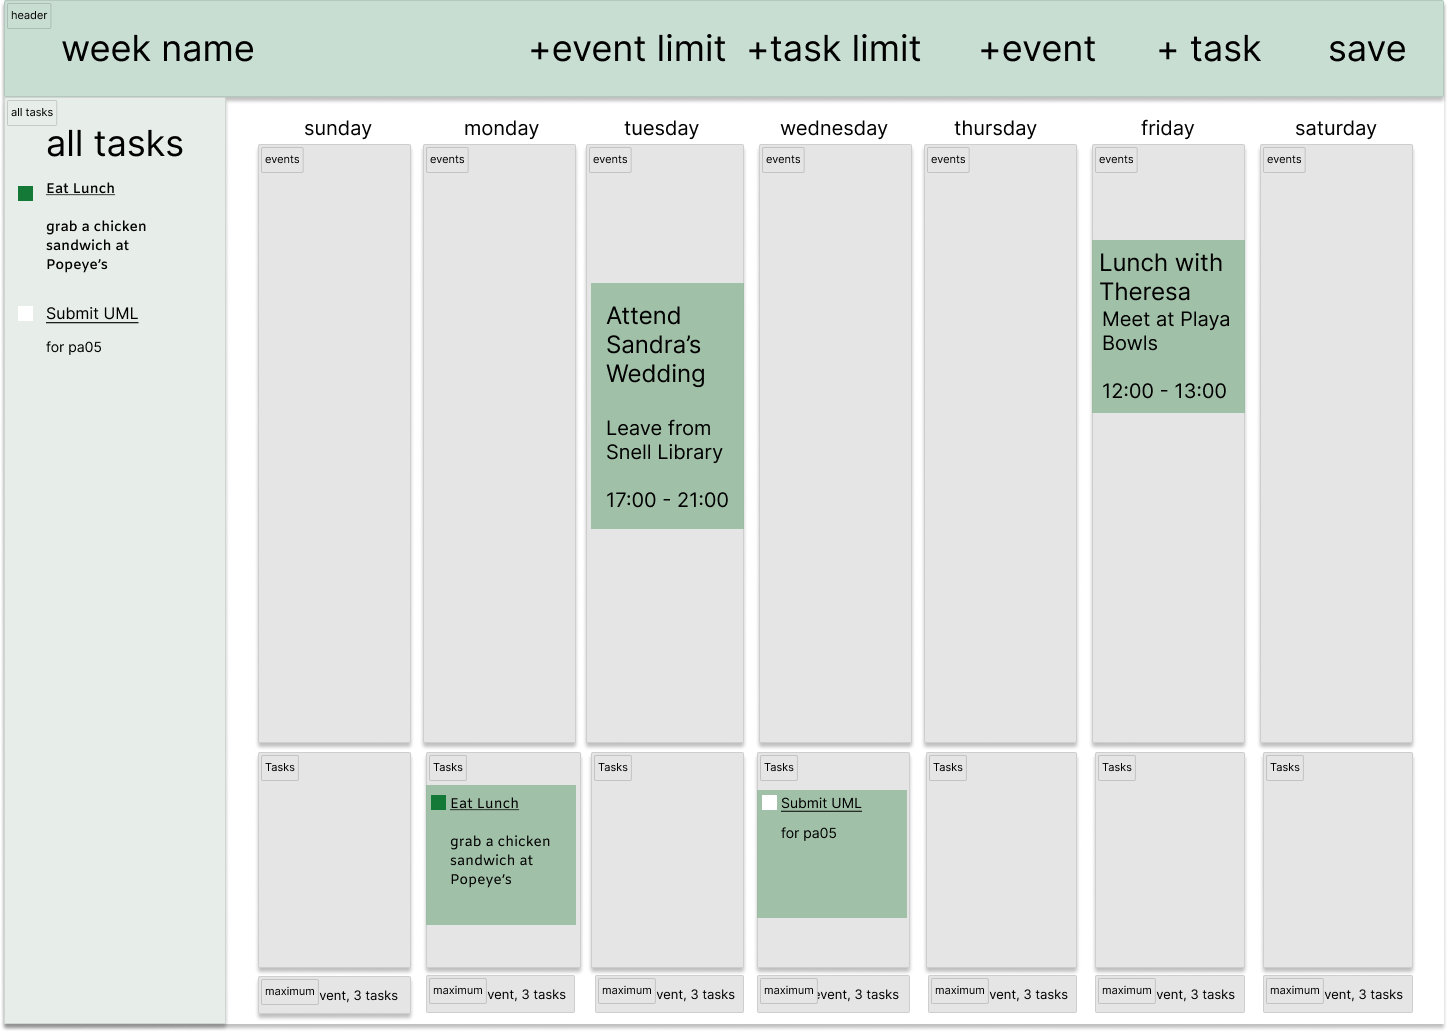 header
week name
+event limit +task limit +event + task save
all tasks
all tasks
Eat Lunch
grab a chicken
sandwich at
Popeye's
Submit UML
for pa05
sunday monday tuesday wednesday thursday friday saturday
events events events events events events events
Attend
Sandra's
Wedding
Leave from
Snell Library
17:00 - 21:00
Lunch with
Theresa
Meet at Playa
Bowls
12:00 - 13:00
Tasks Tasks Tasks Tasks Tasks Tasks Tasks
Eat Lunch
grab a chicken
sandwich at
Popeye's
Submit UML
for pa05
maximum vent, 3 tasks
maximum vent, 3 tasks
maximum vent, 3 tasks
maximum event, 3 tasks
maximum vent, 3 tasks
maximum vent, 3 tasks
maximum vent, 3 tasks